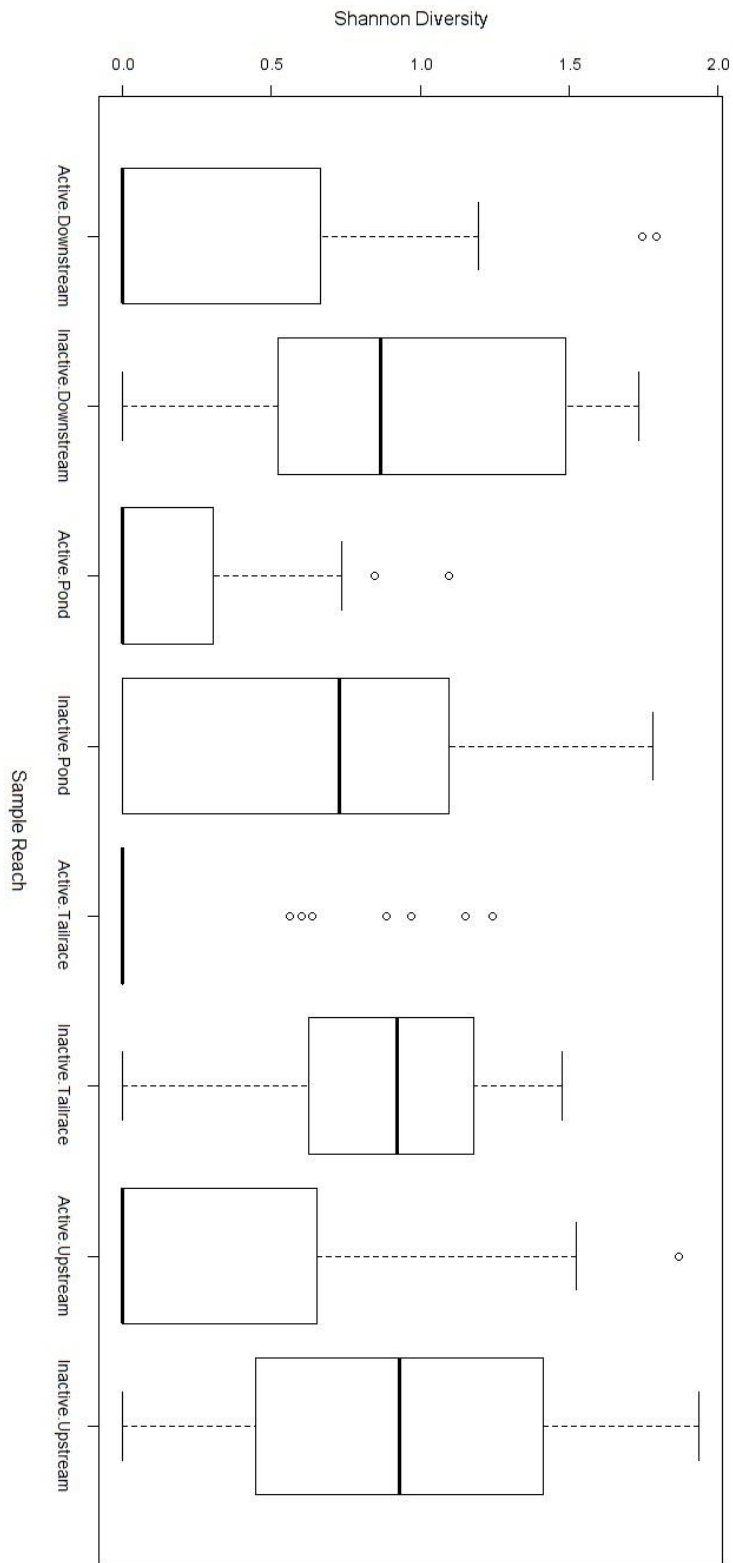 Shannon Diversity
0.0 0.5 1.0 1.5 2.0
Active.Downstream
Inactive.Downstream
Active.Pond
Inactive.Pond
Active.Tailrace
Inactive.Tailrace
Active.Upstream
Inactive.Upstream
Sample Reach